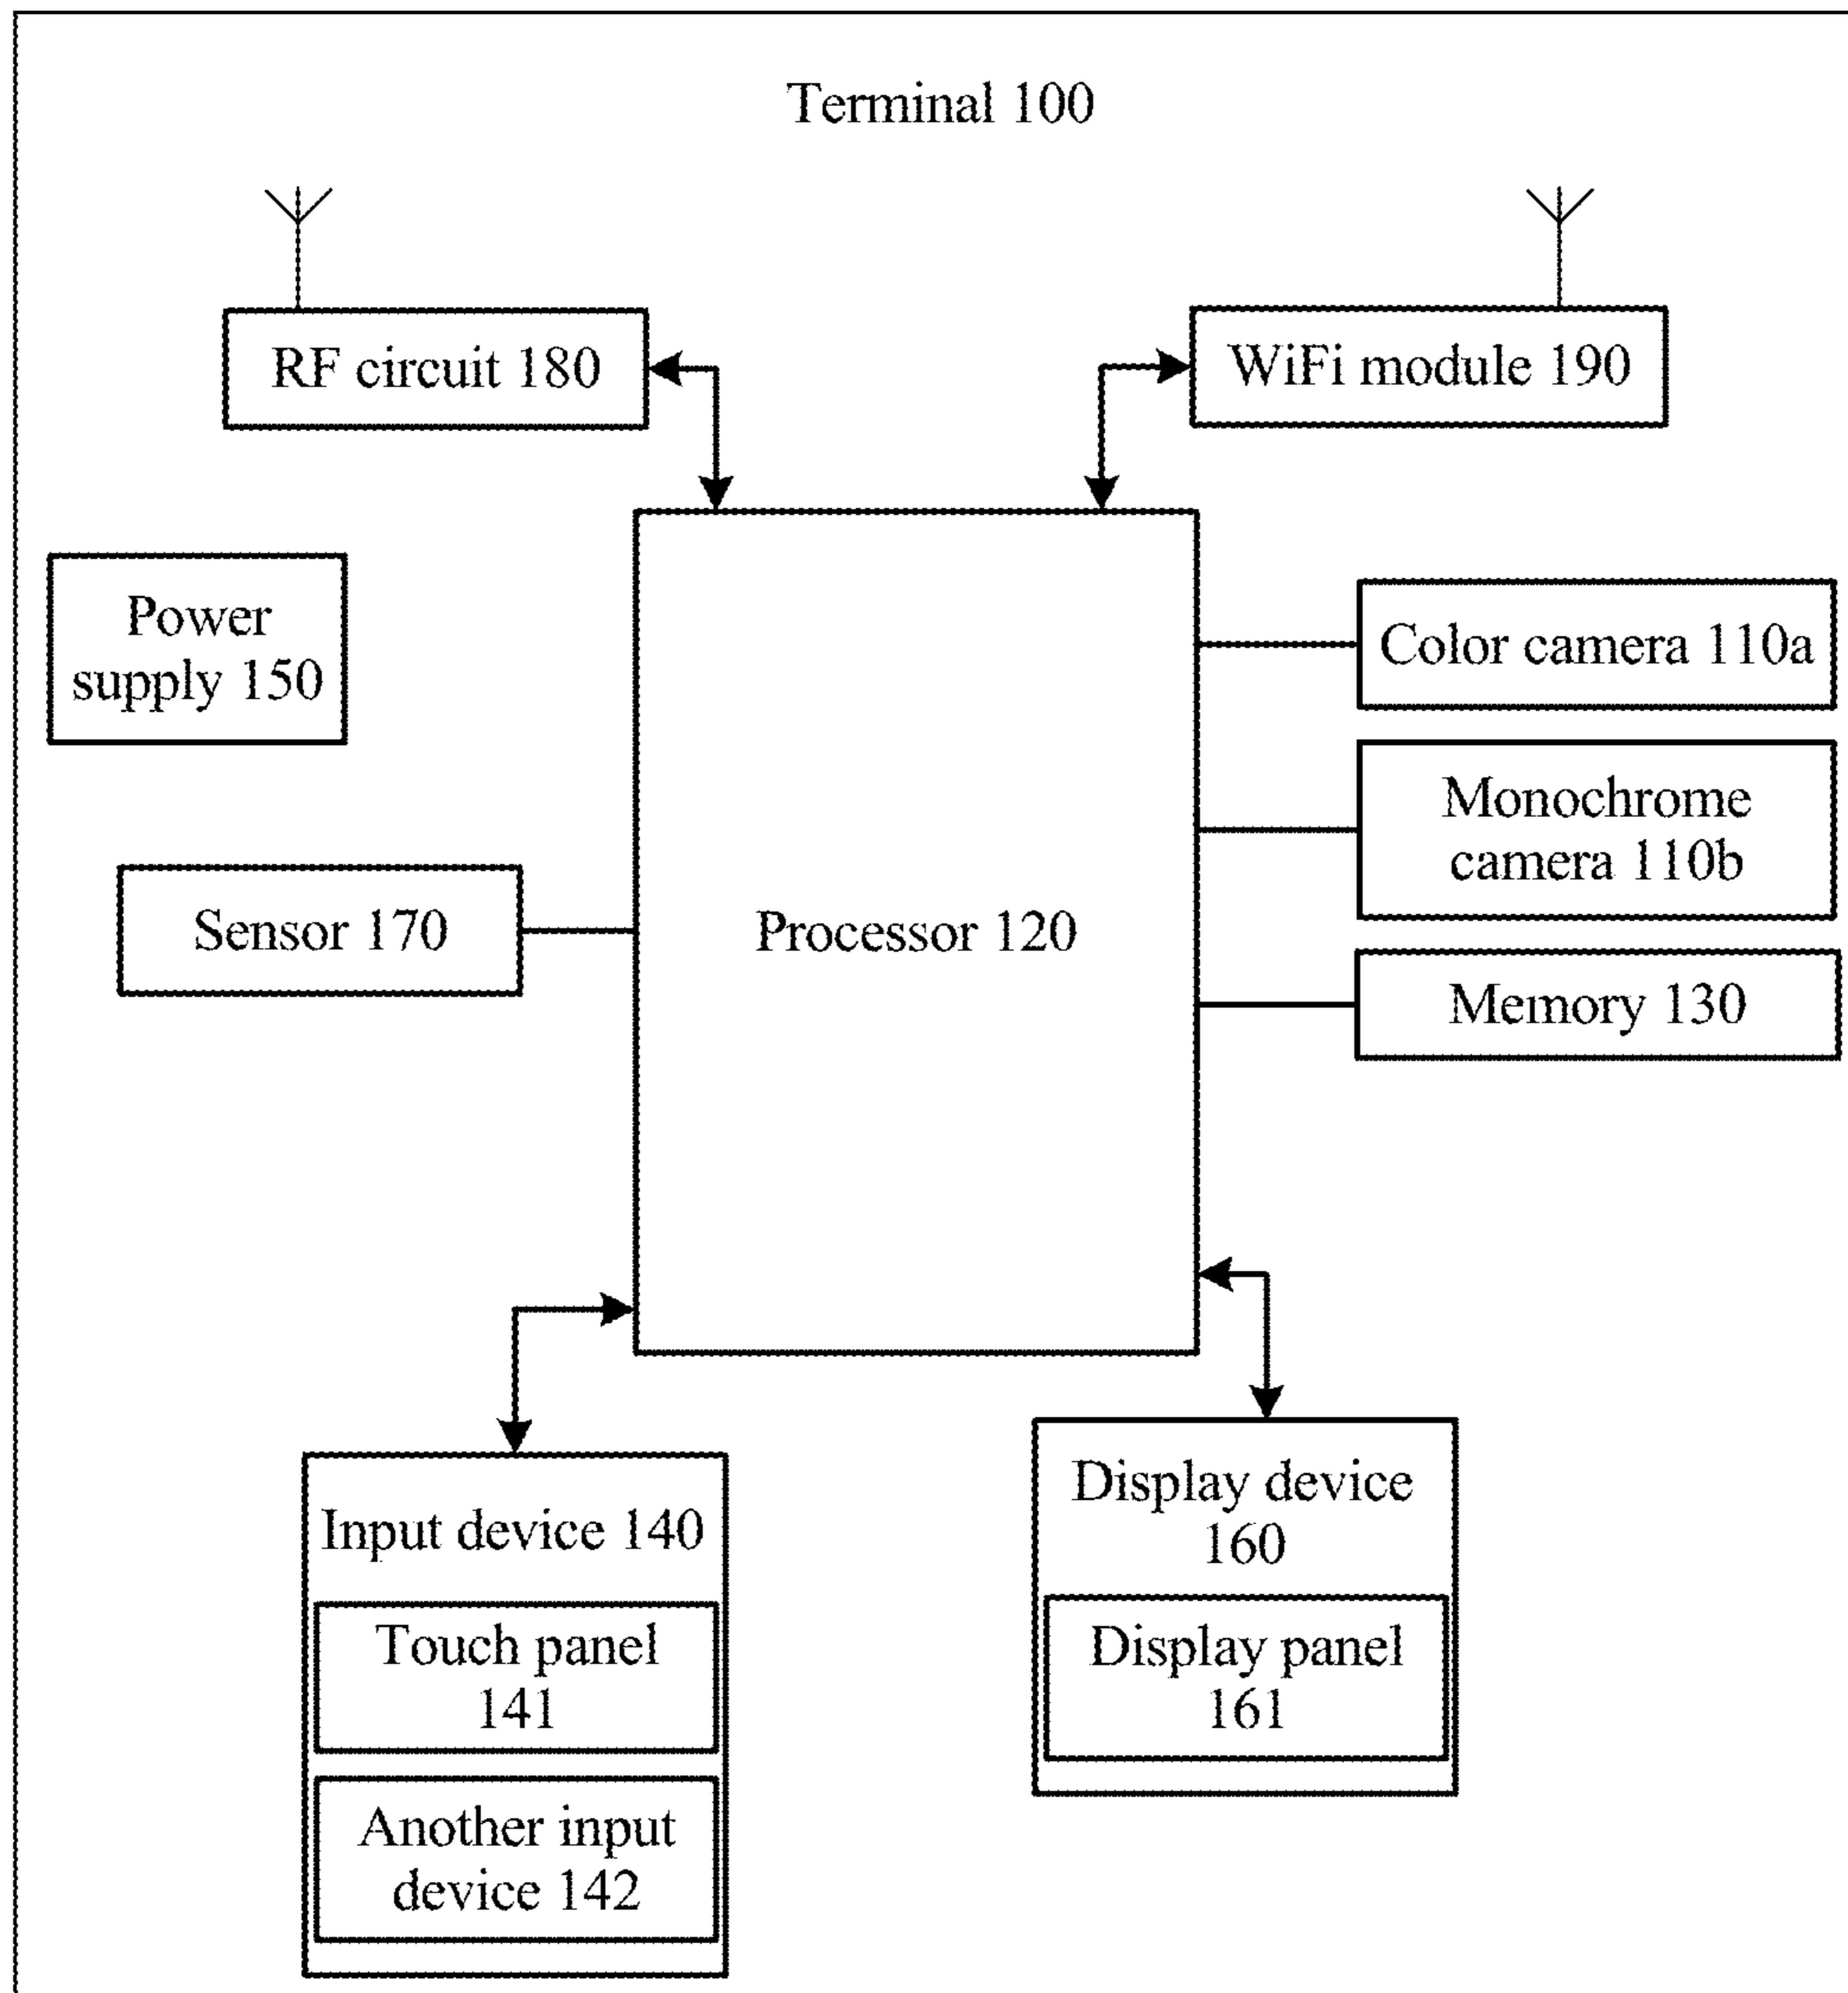 Terminal 100
RF circuit 180
WiFi module 190
Power
supply 150
Color camera 110a
Monochrome
camera 110b
Sensor 170
Processor 120
Memory 130
Input device 140
Touch panel
141
Another input
device 142
Display device
160
Display panel
161